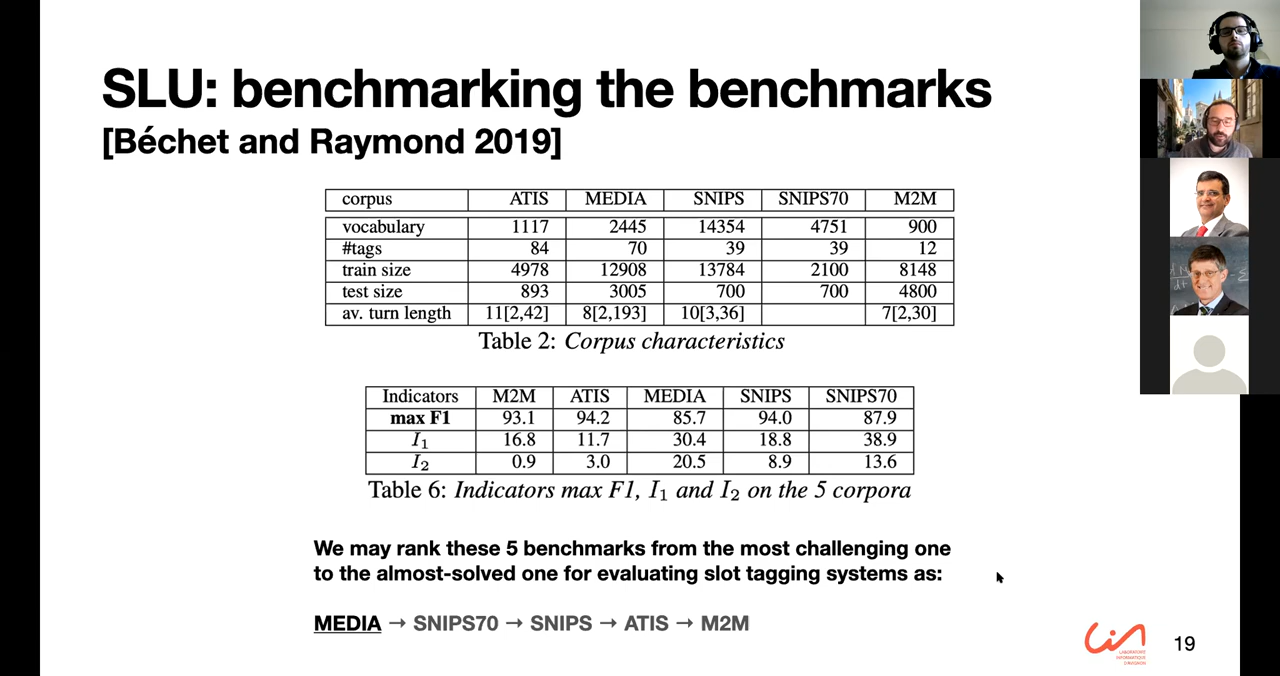 SLU: benchmarking the benchmarks
[Béchet and Raymond 2019]
corpus ATIS MEDIA SNIPS SNIPS70 M2M
vocabulary 1117 2445 14354 4751 900
#tags 84 70 39 39 12
train size 4978 12908 13784 2100 8148
test size 893 3005 700 700 4800
av. turn length 11[2,42] 8[2,193] 10[3,36] 7[2,30]
Table 2: Corpus characteristics
Indicators M2M ATIS MEDIA SNIPS SNIPS70
max F1 93.1 94.2 85.7 94.0 87.9
I₁ 16.8 11.7 30.4 18.8 38.9
I₂ 0.9 3.0 20.5 8.9 13.6
Table 6: Indicators max F1, I₁ and I₂ on the 5 corpora
We may rank these 5 benchmarks from the most challenging one
to the almost-solved one for evaluating slot tagging systems as:
MEDIA → SNIPS70 → SNIPS → ATIS → M2M
LABORATOIRE
INFORMATIQUE
D'AVIGNON
19